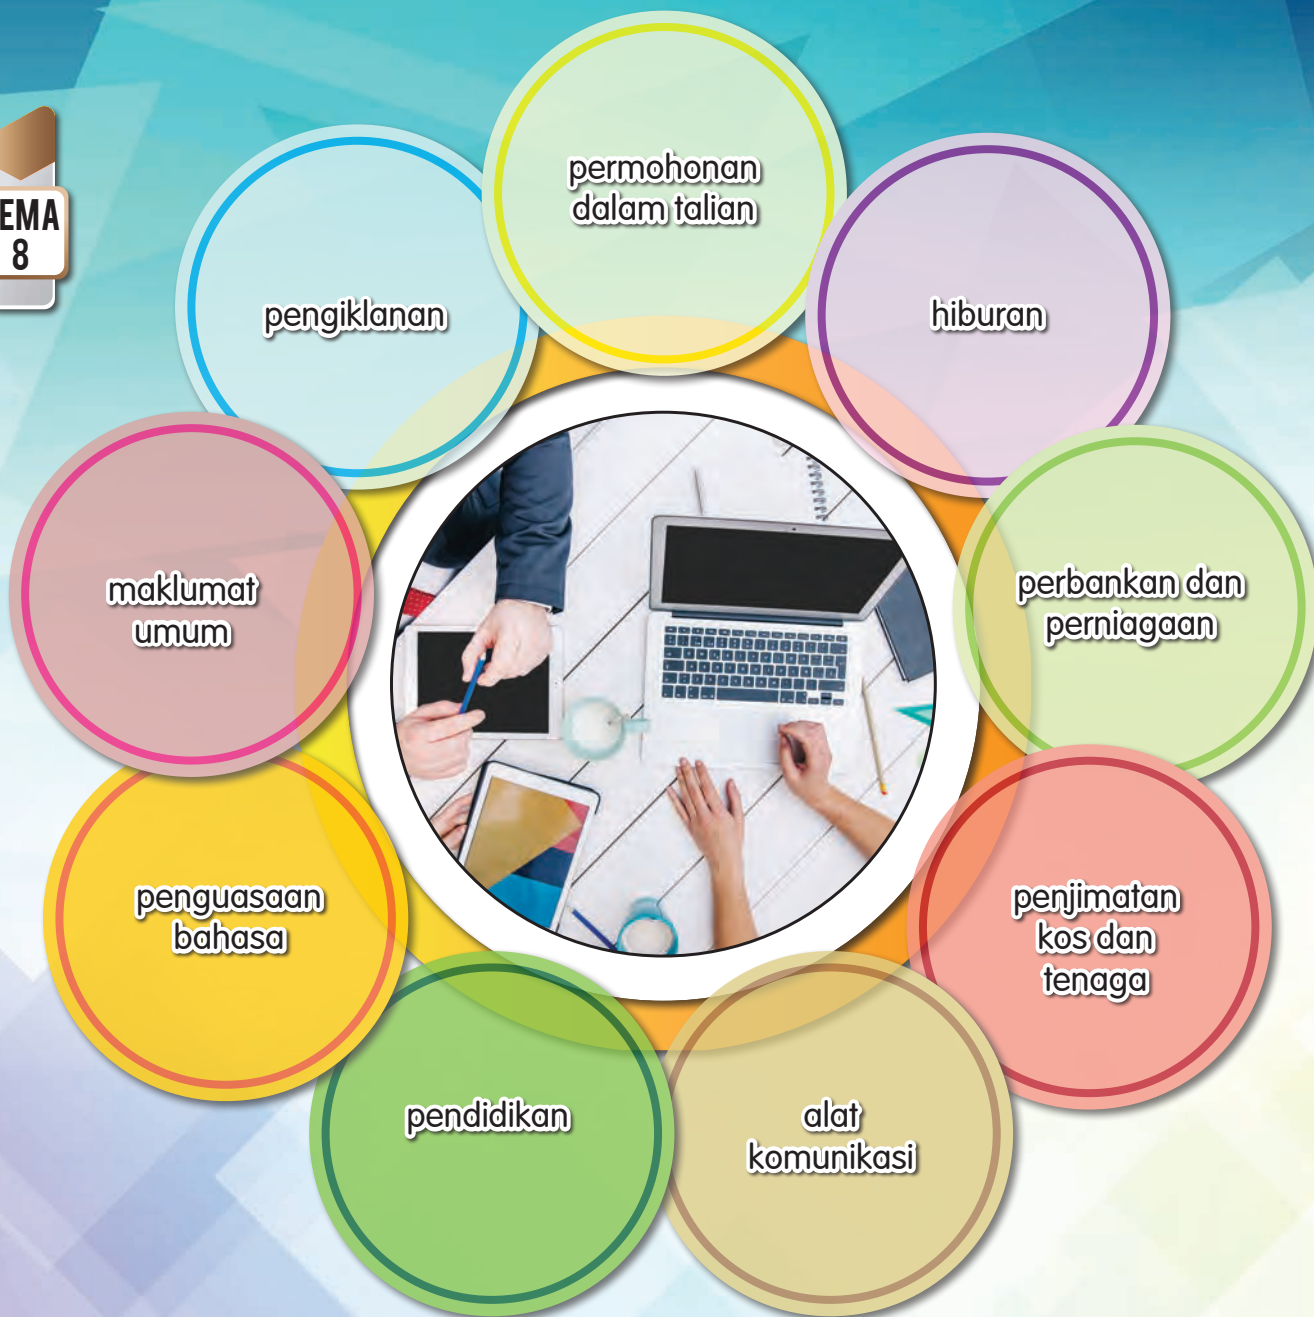 EMA
8
permohonan
dalam talian
pengiklanan
hiburan
maklumat
umum
perbankan dan
perniagaan
penguasaan
bahasa
penjimatan
kos dan
tenaga
pendidikan
alat
komunikasi